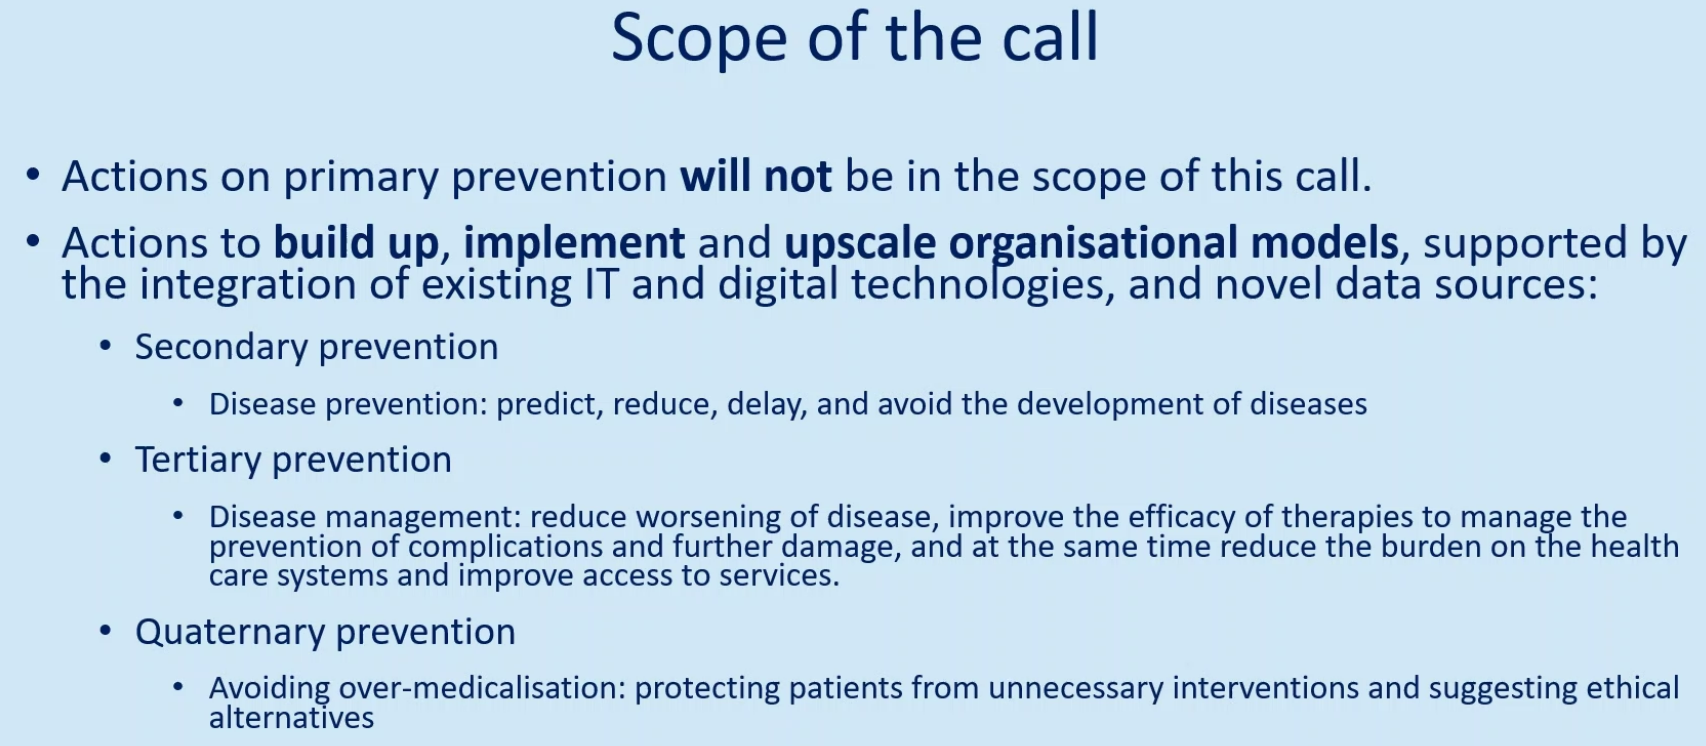 Scope of the call
• Actions on primary prevention will not be in the scope of this call.
• Actions to build up, implement and upscale organisational models, supported by
the integration of existing IT and digital technologies, and novel data sources:
• Secondary prevention
• Disease prevention: predict, reduce, delay, and avoid the development of diseases
• Tertiary prevention
• Disease management: reduce worsening of disease, improve the efficacy of therapies to manage the
prevention of complications and further damage, and at the same time reduce the burden on the health
care systems and improve access to services.
• Quaternary prevention
• Avoiding over-medicalisation: protecting patients from unnecessary interventions and suggesting ethical
alternatives